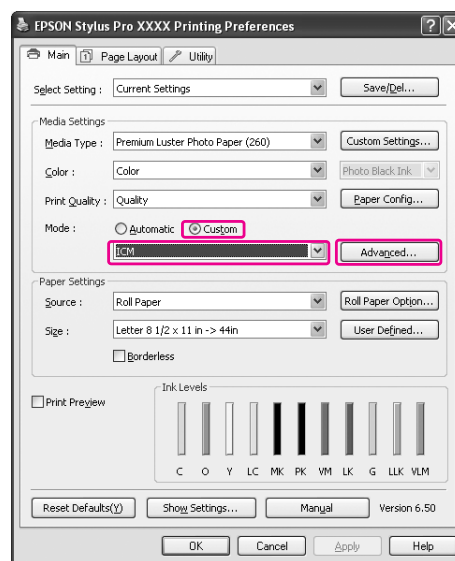 EPSON Stylus Pro XXXX Printing Preferences
Main Page Layout Utility
Select Setting : Current Settings Save/Del...
Media Settings
Media Type : Premium Luster Photo Paper (260) Custom Settings...
Color : Color Photo Black Ink
Print Quality : Quality Paper Config...
Mode : Automatic Custom
ICM Advanced...
Paper Settings
Source : Roll Paper Roll Paper Option...
Size : Letter 8 1/2 x 11 in -> 44in User Defined...
Borderless
Print Preview
Ink Levels
C O Y LC MK PK VM LK G LLK VLM
Reset Defaults(Y) Show Settings... Manual Version 6.50
OK Cancel Apply Help